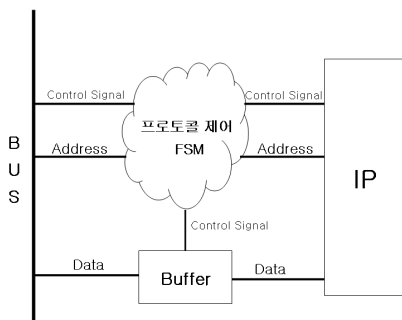 Control Signal
Control Signal
프로토콜 제어
FSM
Address
Address
B
U
S
IP
Control Signal
Data
Buffer
Data